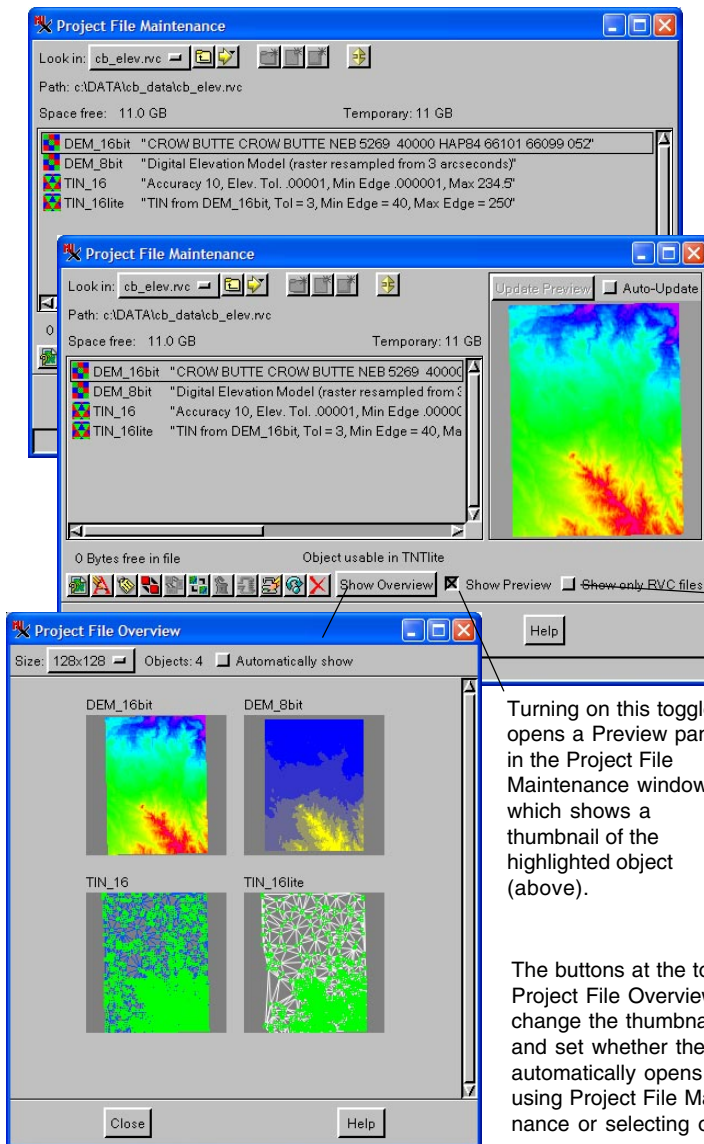 Project File Maintenance
Look in: cb_elev.rvc
Path: c:\DATA\cb_data\cb_elev.rvc
Space free: 11.0 GB Temporary: 11 GB
DEM_16bit "CROW BUTTE CROW BUTTE NEB 5269 40000 HAP84 66101 66099 052"
DEM_8bit "Digital Elevation Model (raster resampled from 3 arcseconds)"
TIN_16 "Accuracy 10, Elev. Tol. .00001, Min Edge .000001, Max 234.5"
TIN_16lite "TIN from DEM_16bit, Tol = 3, Min Edge = 40, Max Edge = 250"
0
Project File Maintenance
Look in: cb_elev.rvc
Update Preview Auto-Update
Path: c:\DATA\cb_data\cb_elev.rvc
Space free: 11.0 GB Temporary: 11 GB
DEM_16bit "CROW BUTTE CROW BUTTE NEB 5269 4000
DEM_8bit "Digital Elevation Model (raster resampled from
TIN_16 "Accuracy 10, Elev. Tol. .00001, Min Edge .0000
TIN_16lite "TIN from DEM_16bit, Tol = 3, Min Edge = 40, Ma
0 Bytes free in file Object usable in TNTlite
Show Overview Show Preview Show only RVC files
Help
Project File Overview
Size: 128x128 Objects: 4 Automatically show
DEM_16bit DEM_8bit
TIN_16 TIN_16lite
Close Help
Turning on this toggl
opens a Preview pa
in the Project File
Maintenance window
which shows a
thumbnail of the
highlighted object
(above).
The buttons at the to
Project File Overview
change the thumbna
and set whether the
automatically opens
using Project File Ma
nance or selecting o